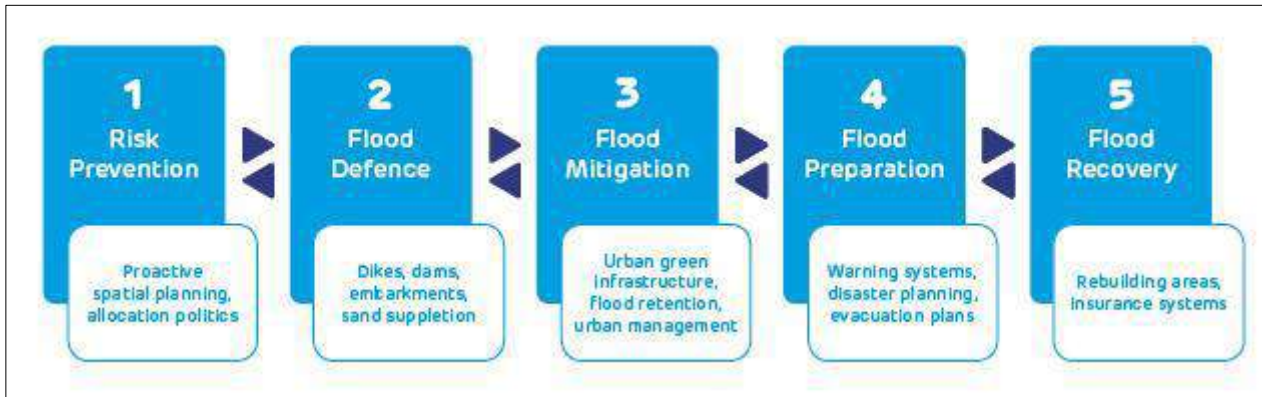 1
Risk
Prevention
Proactive
spatial planning,
allocation politics
2
Flood
Defence
Dikes, dams,
embarkments,
sand suppletion
3
Flood
Mitigation
Urban green
infrastructure,
flood retention,
urban management
4
Flood
Preparation
Warning systems,
disaster planning,
evacuation plans
5
Flood
Recovery
Rebuilding areas,
insurance systems